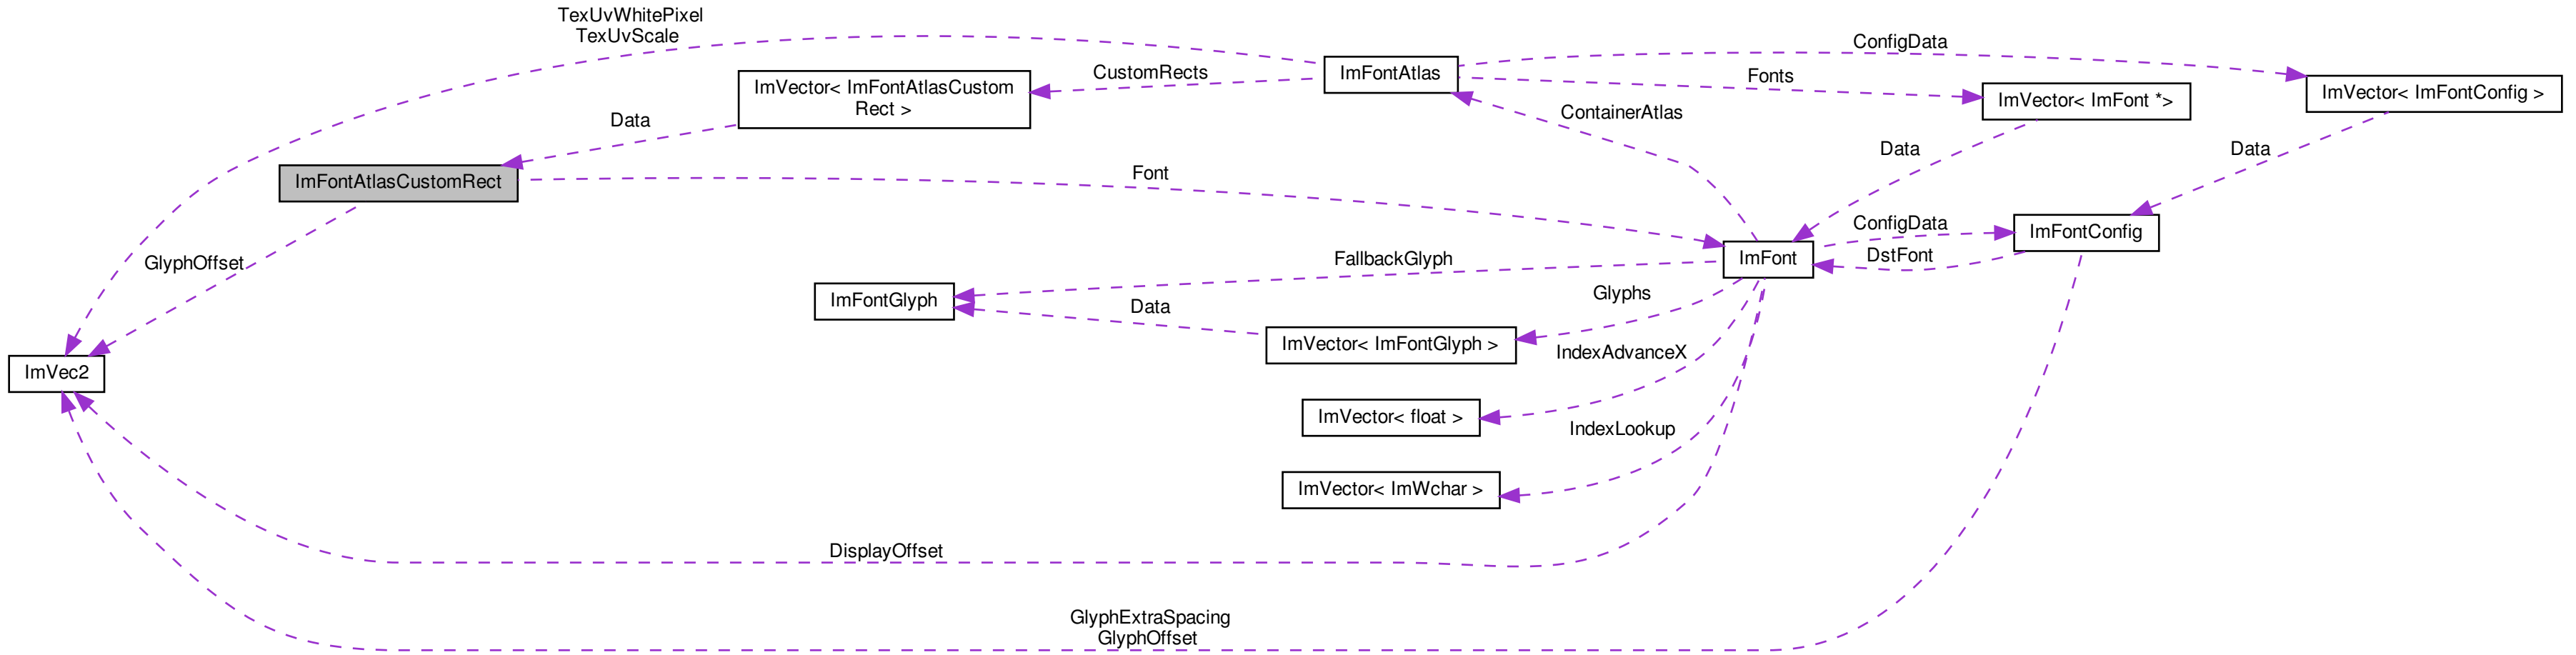 TexUvWhitePixel
TexUvScale
ConfigData
ImFontAtlas
CustomRects
Fonts
ImVector< ImFontAtlasCustom
Rect >
ImVector< ImFont *>
ImVector< ImFontConfig >
ContainerAtlas
Data
Data
Data
Font
ImFontAtlasCustomRect
ConfigData
ImFontConfig
DstFont
ImFont
GlyphOffset
FallbackGlyph
Glyphs
ImFontGlyph
Data
ImVector< ImFontGlyph >
IndexAdvanceX
ImVec2
ImVector< float >
IndexLookup
ImVector< ImWchar >
DisplayOffset
GlyphExtraSpacing
GlyphOffset